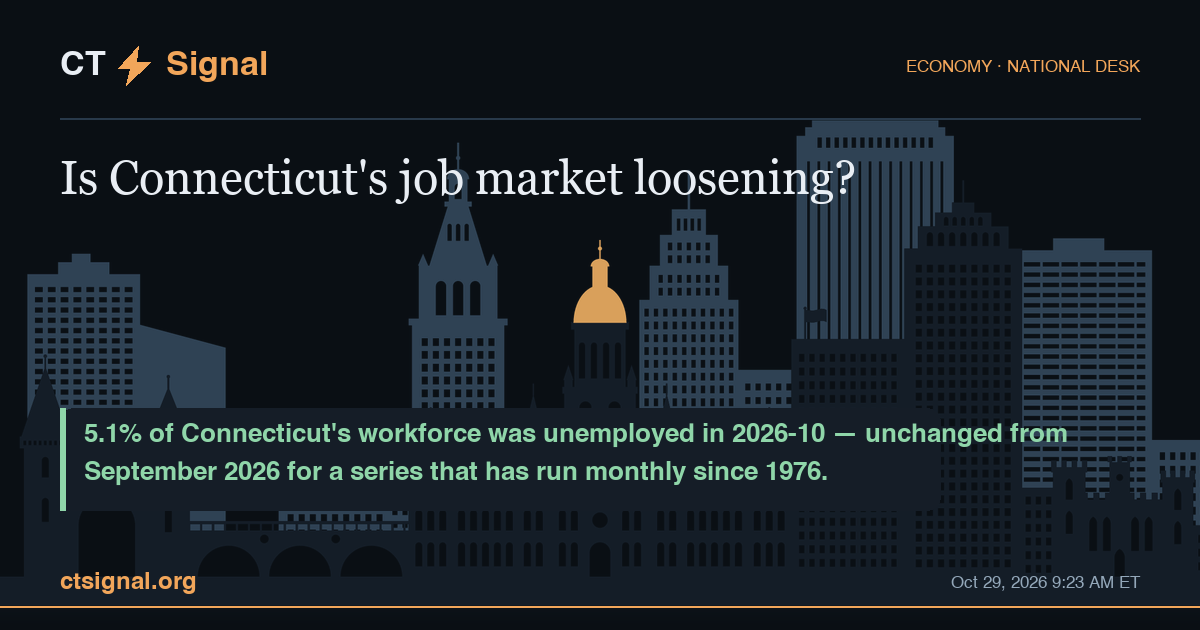 CT Signal
ECONOMY · NATIONAL DESK
Is Connecticut's job market loosening?
5.1% of Connecticut's workforce was unemployed in 2026-10 — unchanged from
September 2026 for a series that has run monthly since 1976.
ctsignal.org
Oct 29, 2026 9:23 AM ET